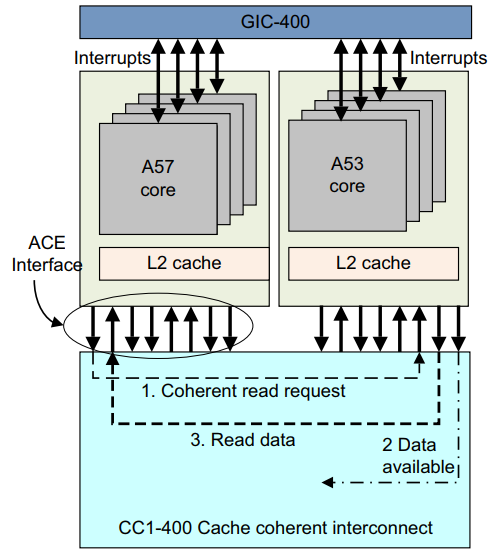 GIC-400
Interrupts
Interrupts
A57
core
A53
core
ACE
Interface
L2 cache
L2 cache
1. Coherent read request
3. Read data
2 Data
available
CC1-400 Cache coherent interconnect